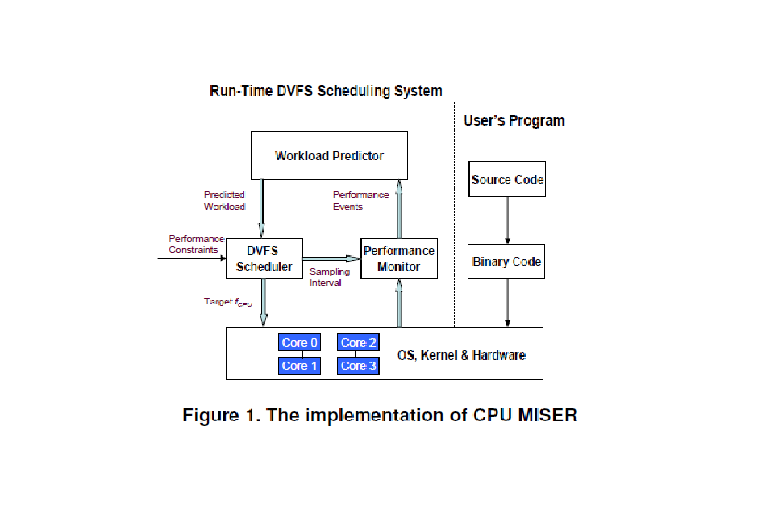 Run-Time DVFS Scheduling System
User's Program
Workload Predictor
Source Code
Predicted
Workload
Performance
Events
Performance
Constraints
DVFS
Scheduler
Sampling
Interval
Performance
Monitor
Binary Code
Target f_CPU
Core 0
Core 2
Core 1
Core 3
OS, Kernel & Hardware
Figure 1. The implementation of CPU MISER